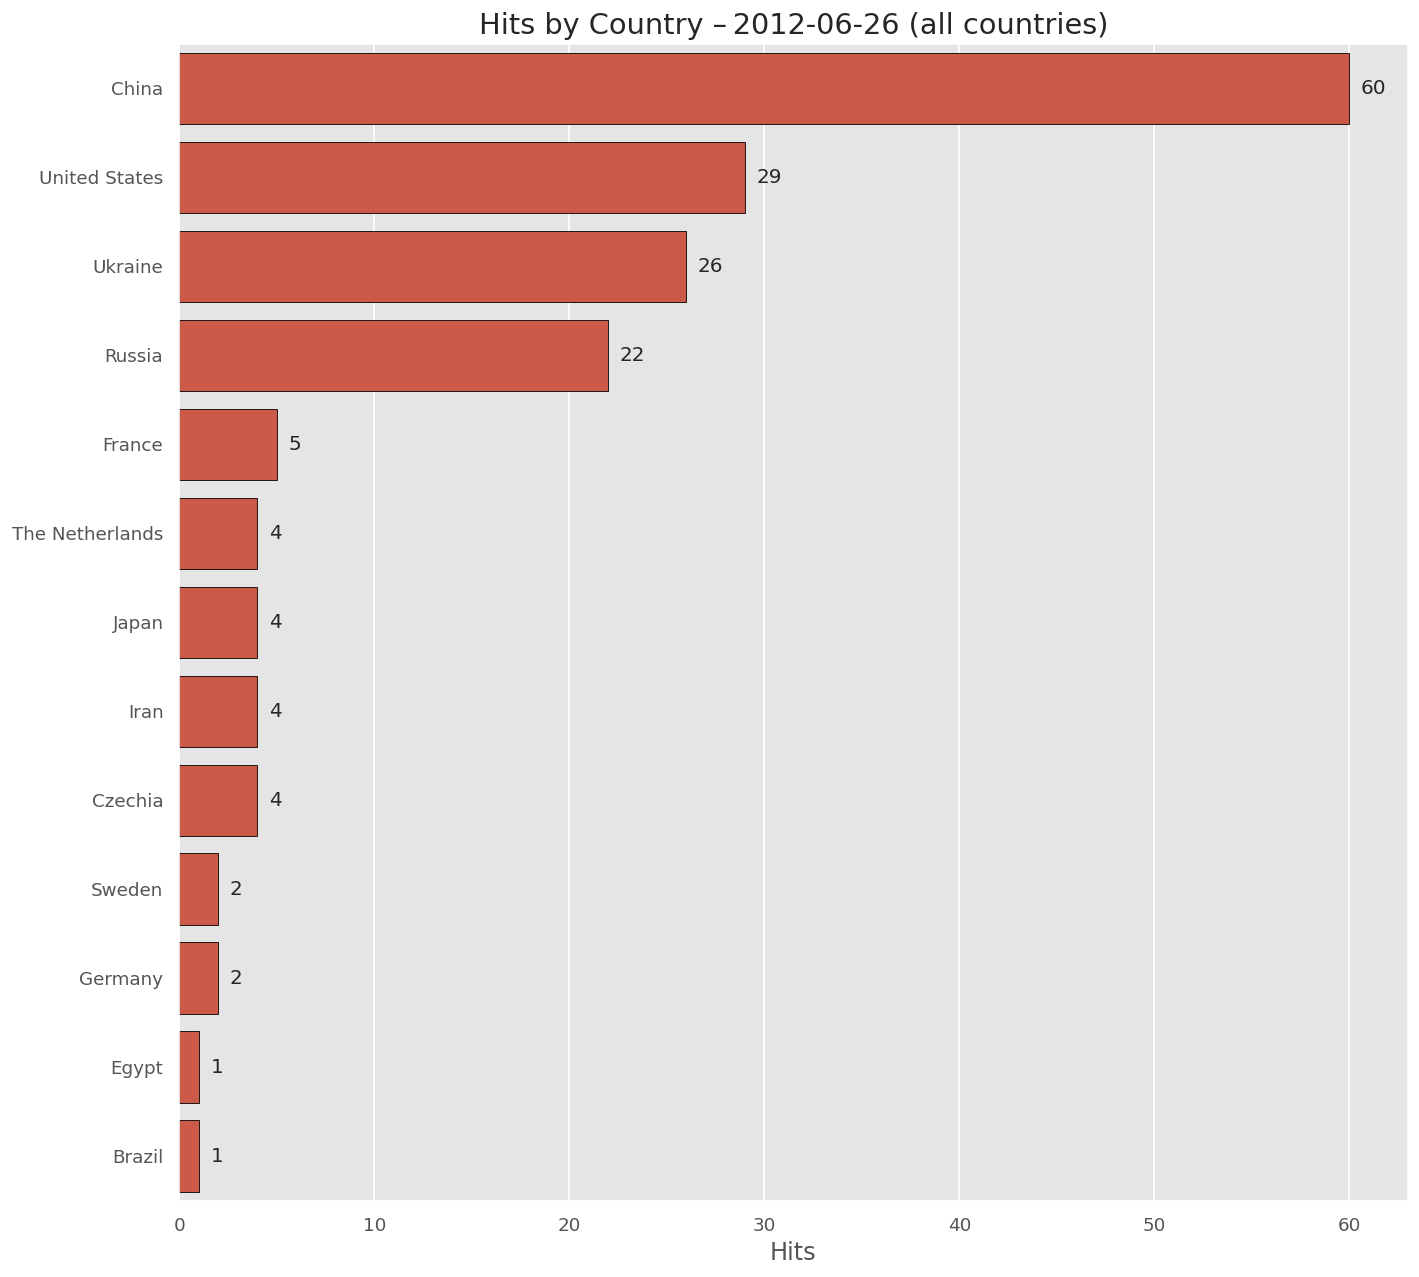 Hits by Country – 2012-06-26 (all countries)
China 60
United States 29
Ukraine 26
Russia 22
France 5
The Netherlands 4
Japan 4
Iran 4
Czechia 4
Sweden 2
Germany 2
Egypt 1
Brazil 1
0 10 20 30 40 50 60
Hits